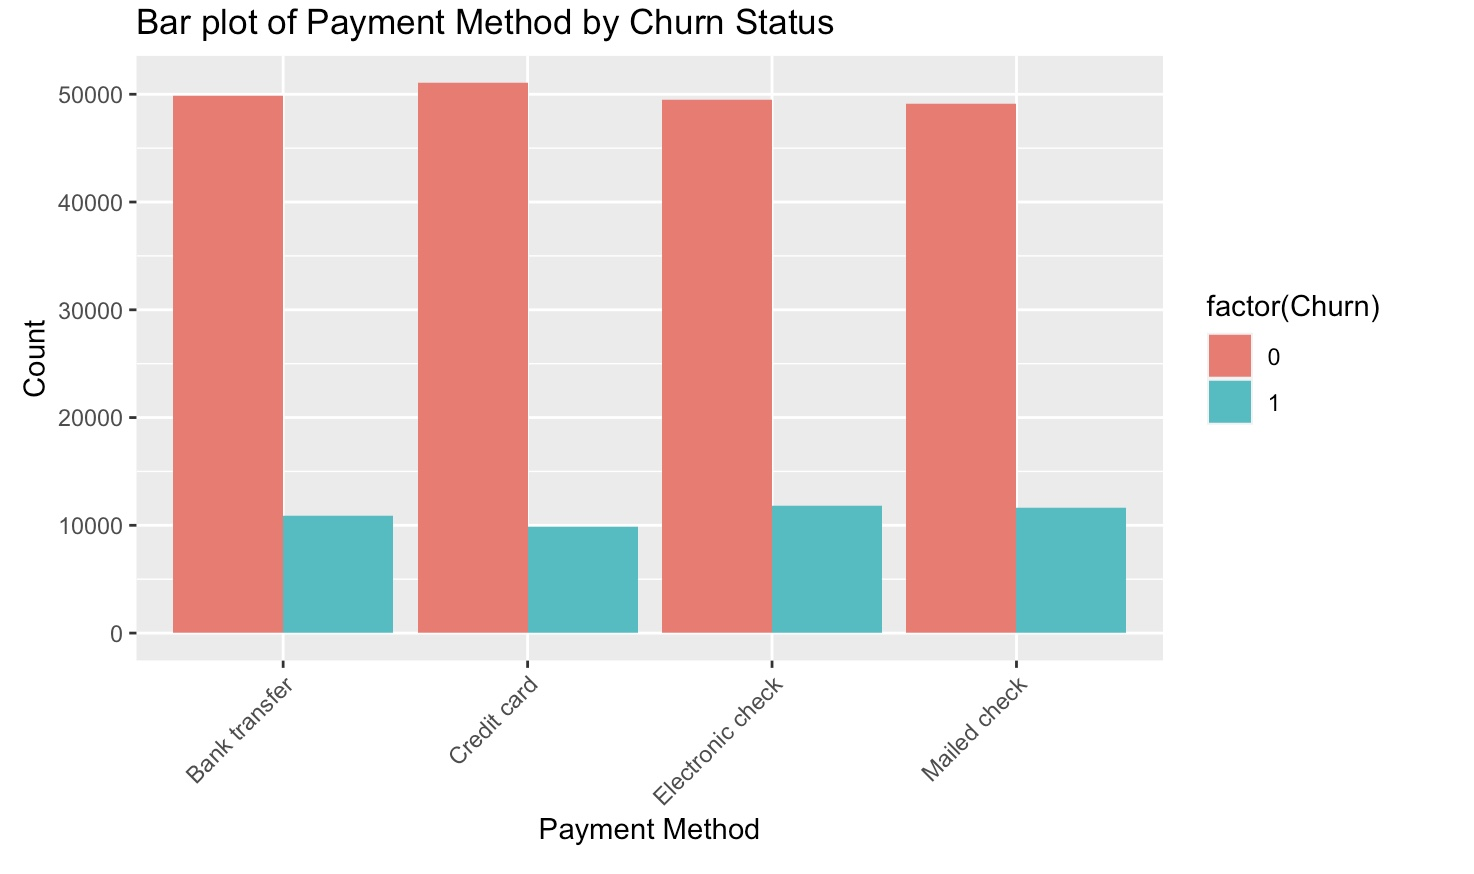 Bar plot of Payment Method by Churn Status
50000
40000
30000
20000
10000
0
Count
Bank transfer
Credit card
Electronic check
Mailed check
Payment Method
factor(Churn)
0
1